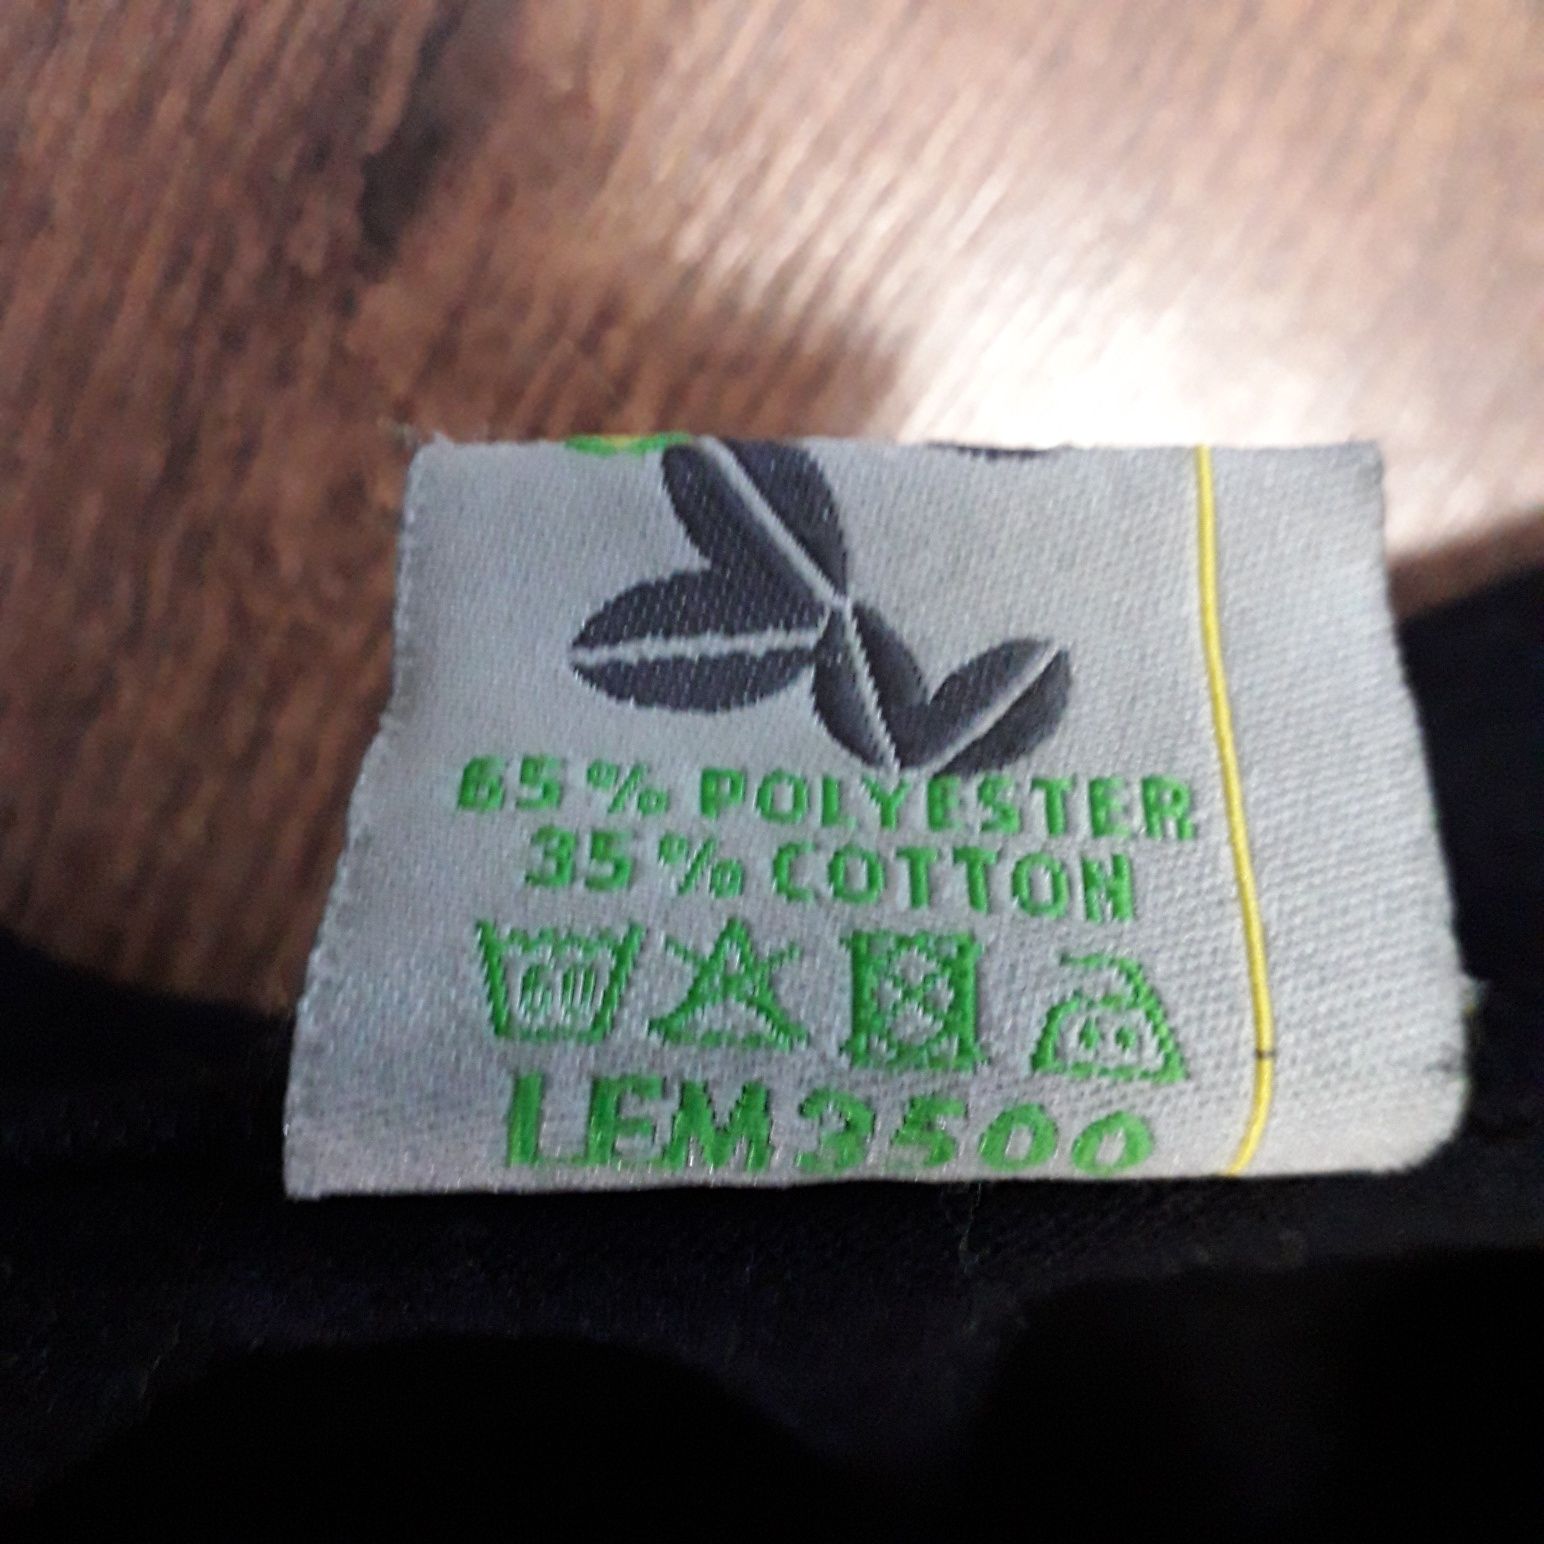 65% POLYESTER
35% COTTON
LEM3500